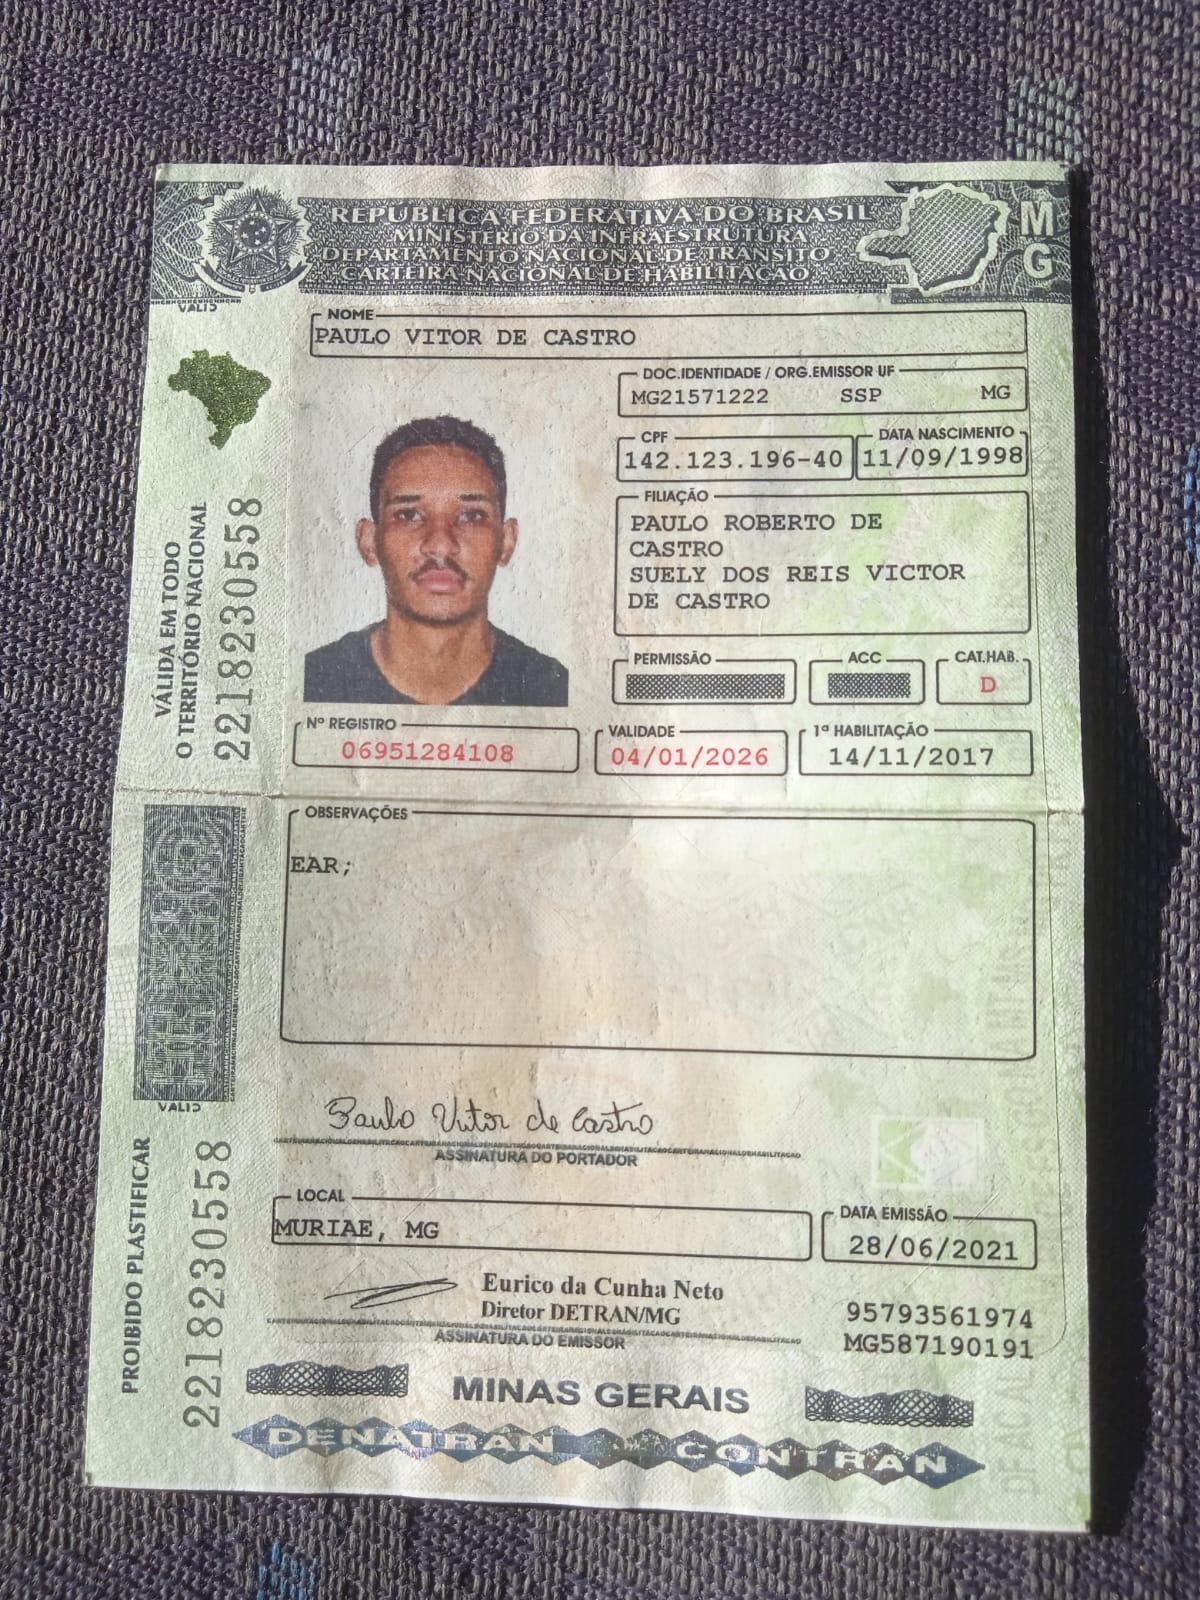 REPÚBLICA FEDERATIVA DO BRASIL
MINISTÉRIO DA INFRAESTRUTURA
DEPARTAMENTO NACIONAL DE TRÂNSITO
CARTEIRA NACIONAL DE HABILITAÇÃO
MG
VALID
NOME
PAULO VITOR DE CASTRO
DOC.IDENTIDADE / ORG.EMISSOR UF
MG21571222 SSP MG
CPF
142.123.196-40
DATA NASCIMENTO
11/09/1998
FILIAÇÃO
PAULO ROBERTO DE
CASTRO
SUELY DOS REIS VICTOR
DE CASTRO
PERMISSÃO
ACC
CAT.HAB.
D
Nº REGISTRO
06951284108
VALIDADE
04/01/2026
1ª HABILITAÇÃO
14/11/2017
VÁLIDA EM TODO
O TERRITÓRIO NACIONAL
2218230558
OBSERVAÇÕES
EAR;
VALID
Paulo Vitor de Castro
ASSINATURA DO PORTADOR
LOCAL
MURIAE, MG
DATA EMISSÃO
28/06/2021
Eurico da Cunha Neto
Diretor DETRAN/MG
ASSINATURA DO EMISSOR
95793561974
MG587190191
PROIBIDO PLASTIFICAR
2218230558
MINAS GERAIS
DENATRAN CONTRAN